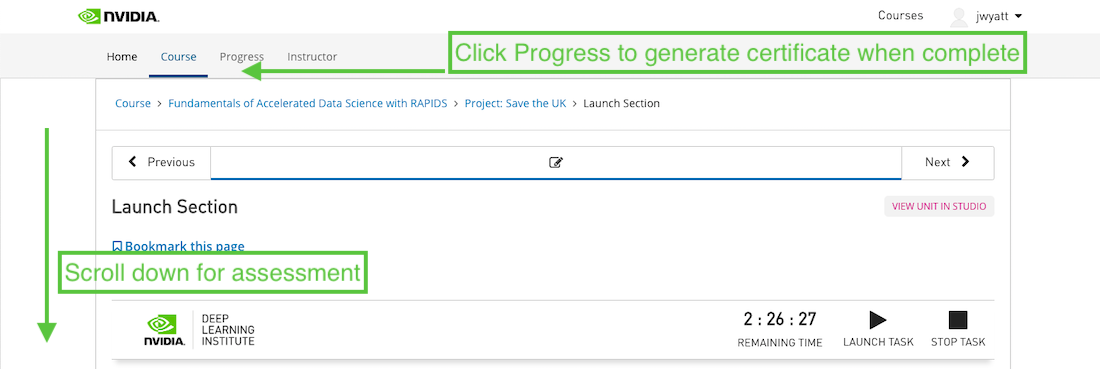 NVIDIA.
Courses
jwyatt
Home
Course
Progress
Instructor
Click Progress to generate certificate when complete
Course > Fundamentals of Accelerated Data Science with RAPIDS > Project: Save the UK > Launch Section
Previous
Next
Launch Section
VIEW UNIT IN STUDIO
Bookmark this page
Scroll down for assessment
NVIDIA.
DEEP
LEARNING
INSTITUTE
2 : 26 : 27
REMAINING TIME
LAUNCH TASK
STOP TASK